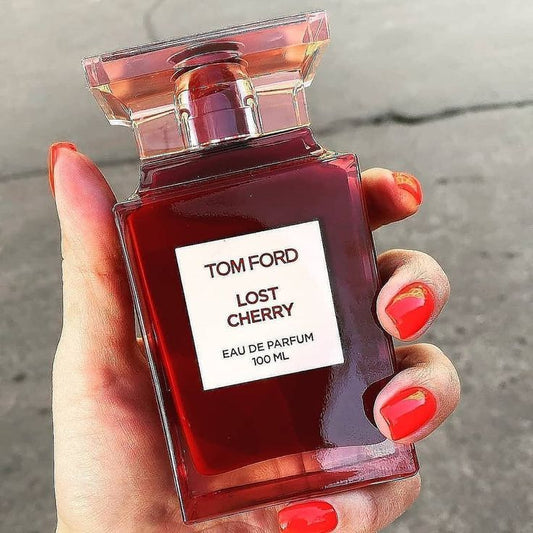 TOM FORD
LOST
CHERRY
EAU DE PARFUM
100 ML